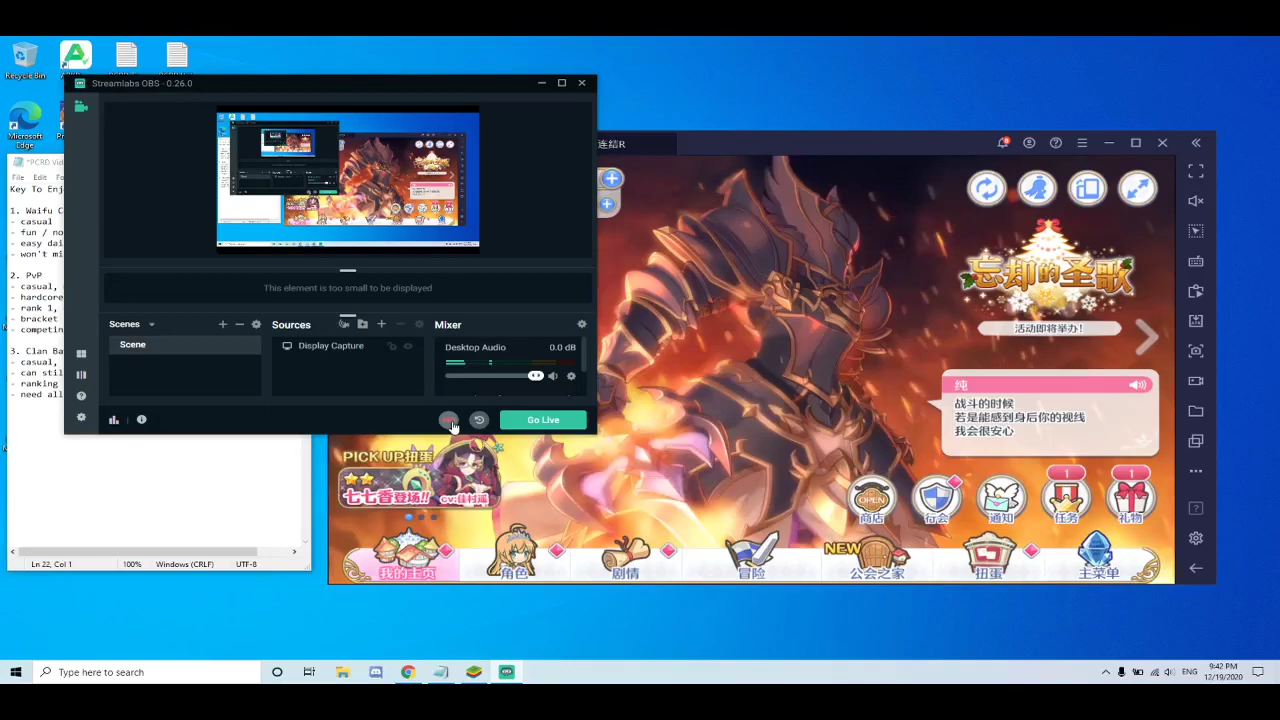 Recycle Bin
Microsoft
Edge
Streamlabs OBS - 0.26.0
This element is too small to be displayed
Scenes
Scene
Sources
Display Capture
Mixer
Desktop Audio
0.0 dB
Go Live
File Edit
Key To Enj
1. Waifu C
- casual
- fun / no
- easy dai
- won't mi
2. PvP
- casual,
- hardcore
- rank 1,
- bracket
- competin
3. Clan Ba
- casual,
- can stil
- ranking
- need all
Ln 22, Col 1
100%
Windows (CRLF)
UTF-8
连结R
忘却的圣歌
活动即将举办！
纯
战斗的时候
若是能感到身后你的视线
我会很安心
PICK UP扭蛋
七七香登场!!
CV:佳村遥
OPEN
商店
行会
通知
1
任务
1
礼物
我的主页
角色
剧情
冒险
NEW
公会之家
扭蛋
主菜单
Type here to search
ENG
9:42 PM
12/19/2020